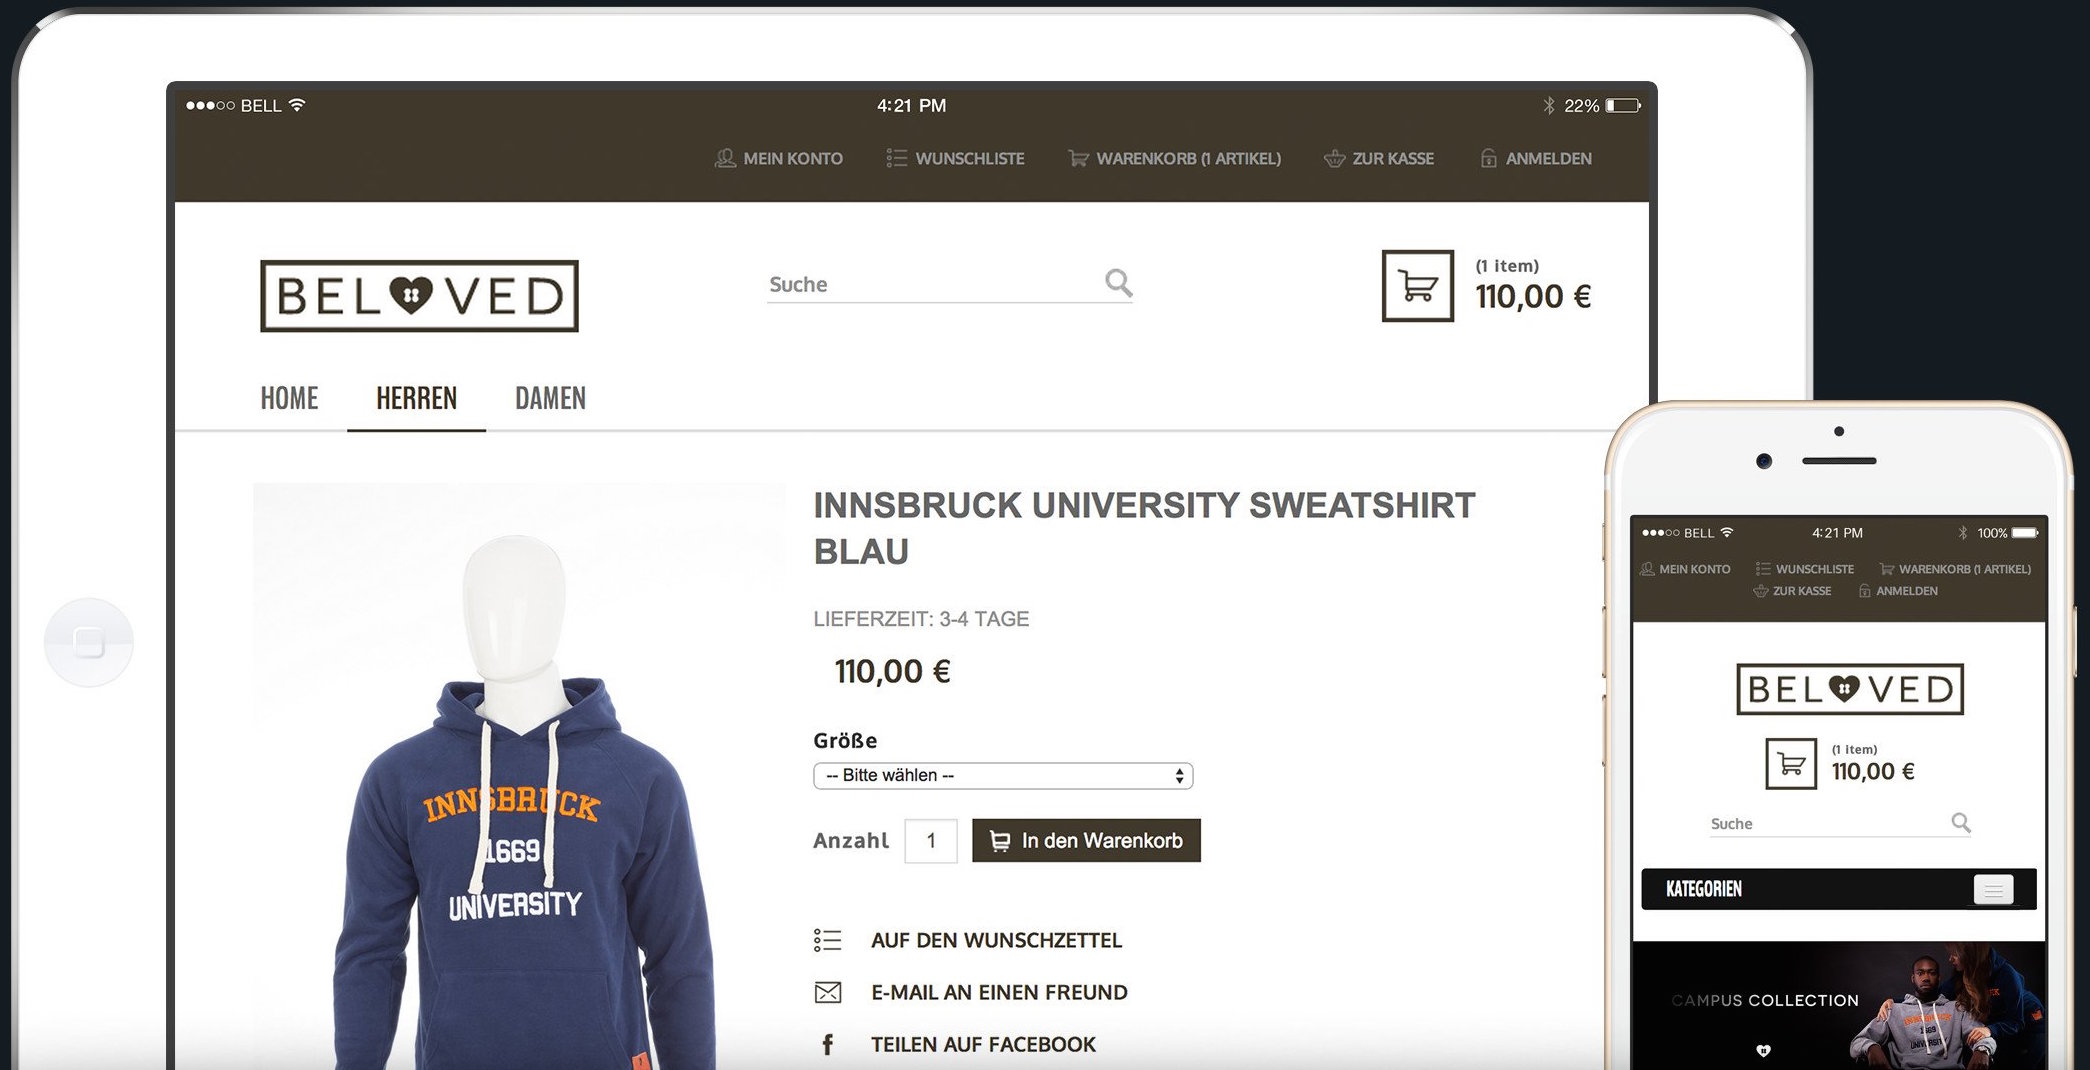 BELL 4:21 PM 22%
MEIN KONTO WUNSCHLISTE WARENKORB (1 ARTIKEL) ZUR KASSE ANMELDEN
BELOVED
Suche
(1 item)
110,00 €
HOME HERREN DAMEN
INNSBRUCK UNIVERSITY SWEATSHIRT
BLAU
LIEFERZEIT: 3-4 TAGE
110,00 €
Größe
-- Bitte wählen --
Anzahl 1 In den Warenkorb
AUF DEN WUNSCHZETTEL
E-MAIL AN EINEN FREUND
TEILEN AUF FACEBOOK
INNSBRUCK
1669
UNIVERSITY
BELL 4:21 PM 100%
MEIN KONTO WUNSCHLISTE WARENKORB (1 ARTIKEL)
ZUR KASSE ANMELDEN
BELOVED
(1 item)
110,00 €
Suche
KATEGORIEN
CAMPUS COLLECTION
INNSBRUCK
1669
UNIVERSITY